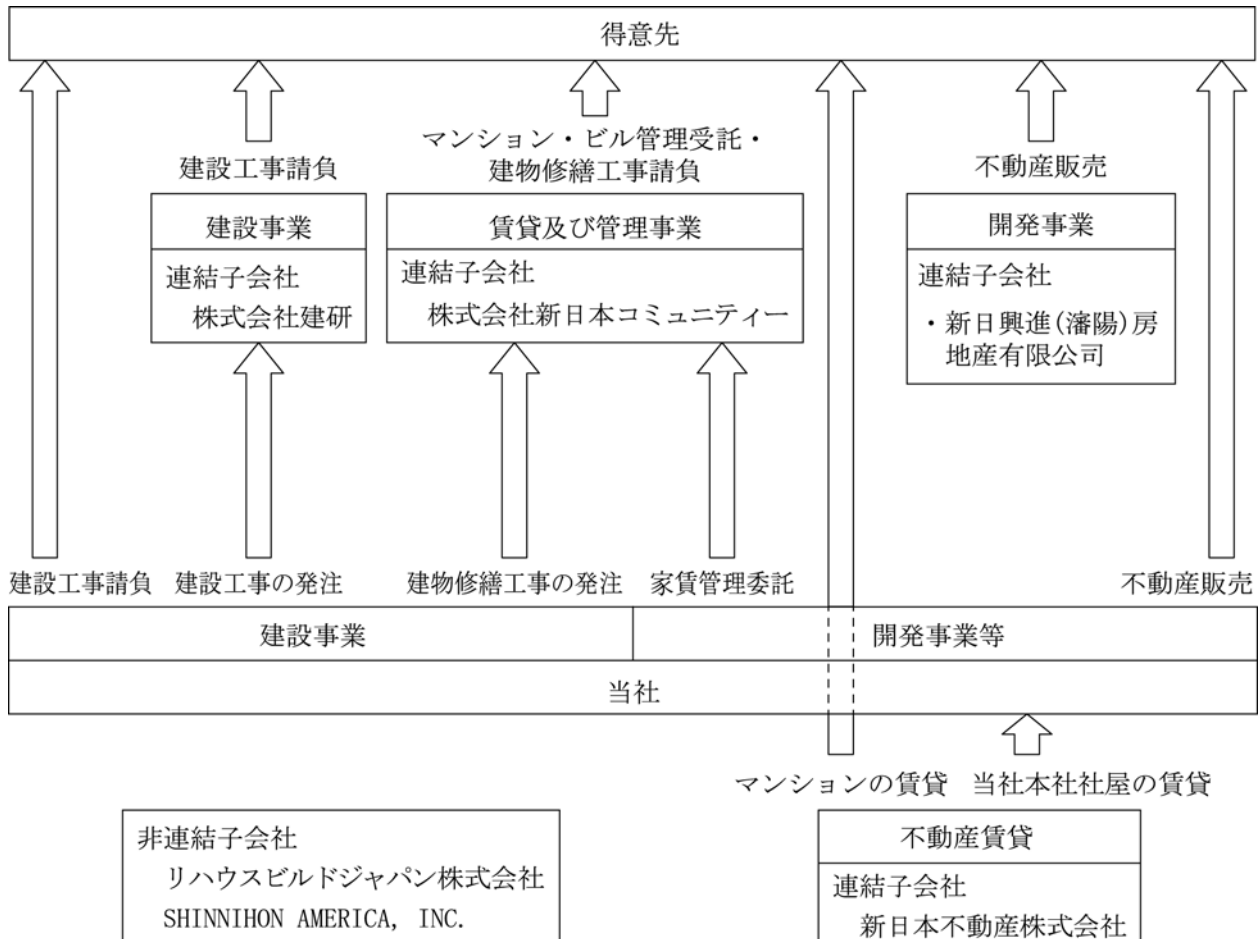 得意先
マンション・ビル管理受託・
建設工事請負
建物修繕工事請負
不動産販売
建設事業
賃貸及び管理事業
開発事業
連結子会社
株式会社建研
連結子会社
株式会社新日本コミュニティー
連結子会社
・新日興進(瀋陽)房
地産有限公司
建設工事請負
建設工事の発注
建物修繕工事の発注
家賃管理委託
不動産販売
建設事業
開発事業等
当社
マンションの賃貸
当社本社社屋の賃貸
非連結子会社
リハウスビルドジャパン株式会社
SHINNIHON AMERICA, INC.
不動産賃貸
連結子会社
新日本不動産株式会社